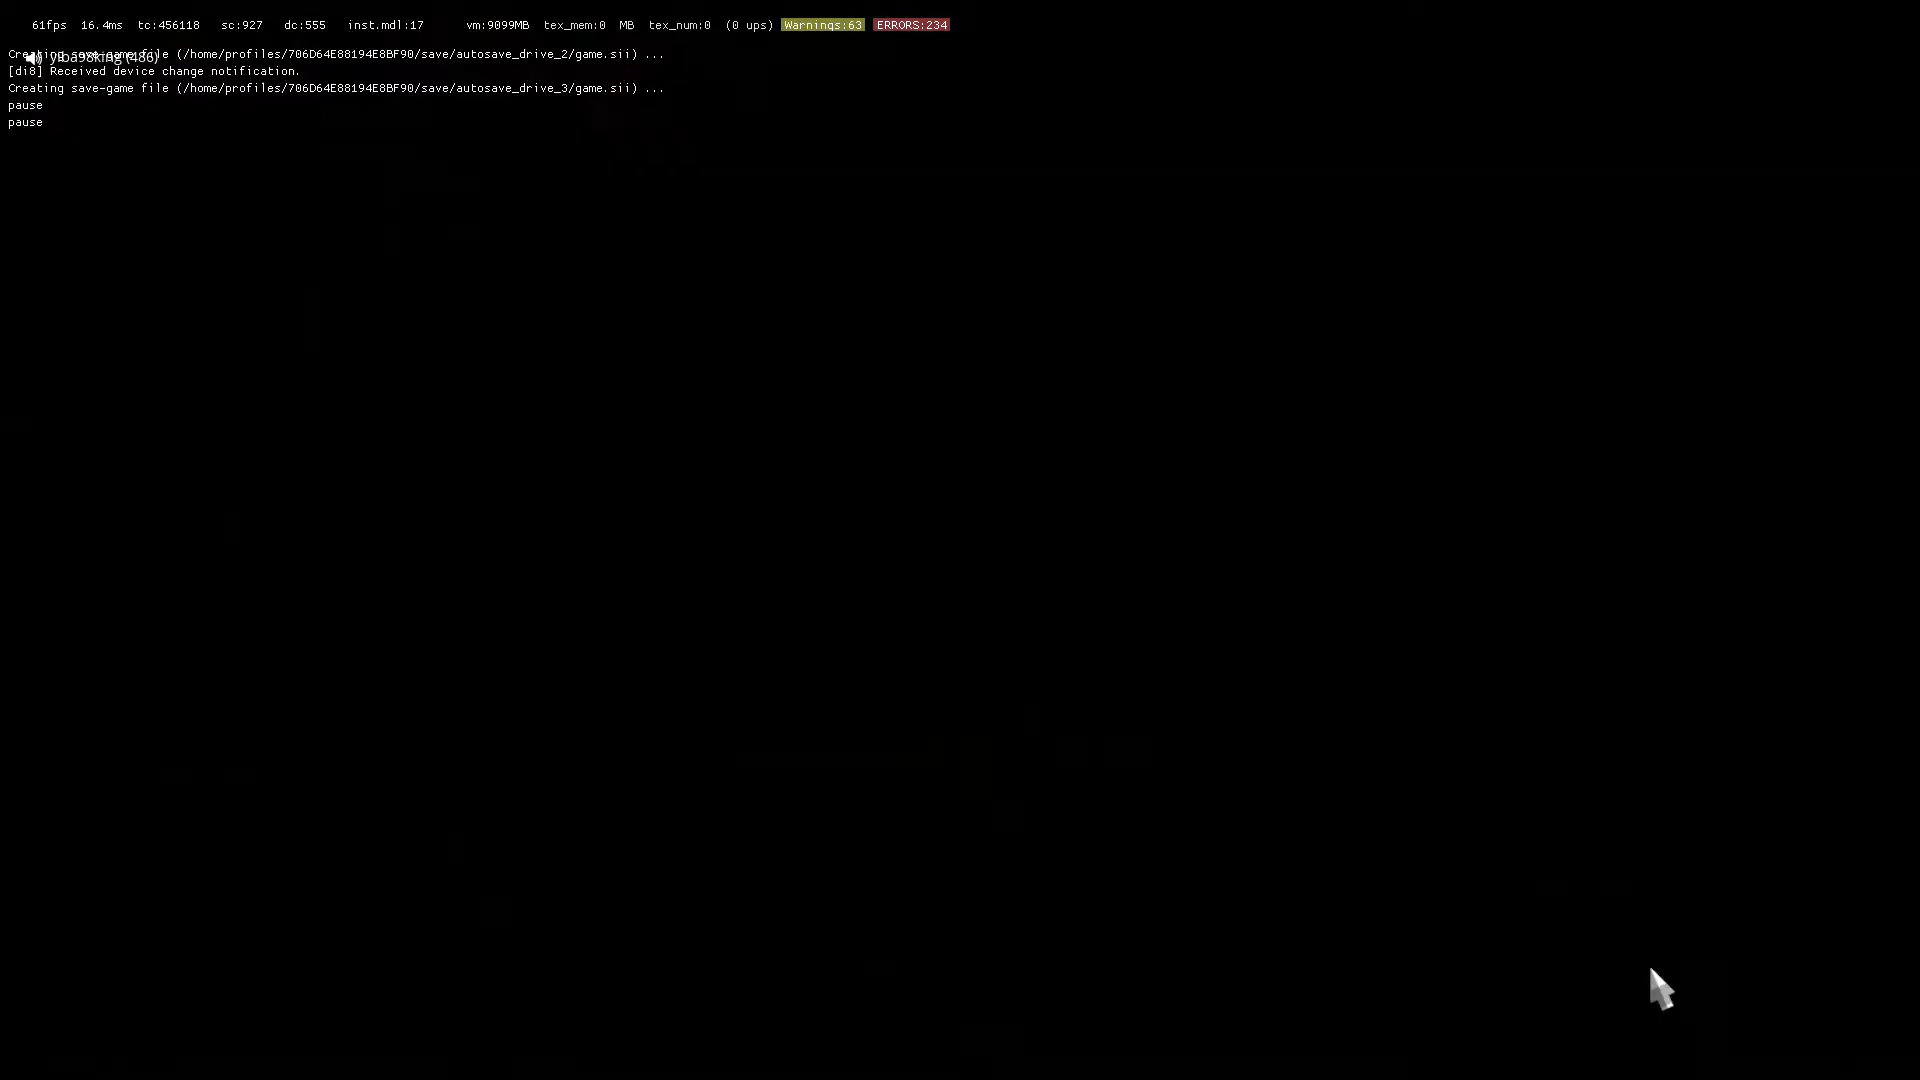 61fps 16.4ms tc:456118 sc:927 dc:555 inst.mdl:17 vm:9099MB tex_mem:0 MB tex_num:0 (0 ups) Warnings:63 ERRORS:234
Creating save-game file (/home/profiles/706D64E88194E8BF90/save/autosave_drive_2/game.sii) ...
yiba98king (486)
[di8] Received device change notification.
Creating save-game file (/home/profiles/706D64E88194E8BF90/save/autosave_drive_3/game.sii) ...
pause
pause